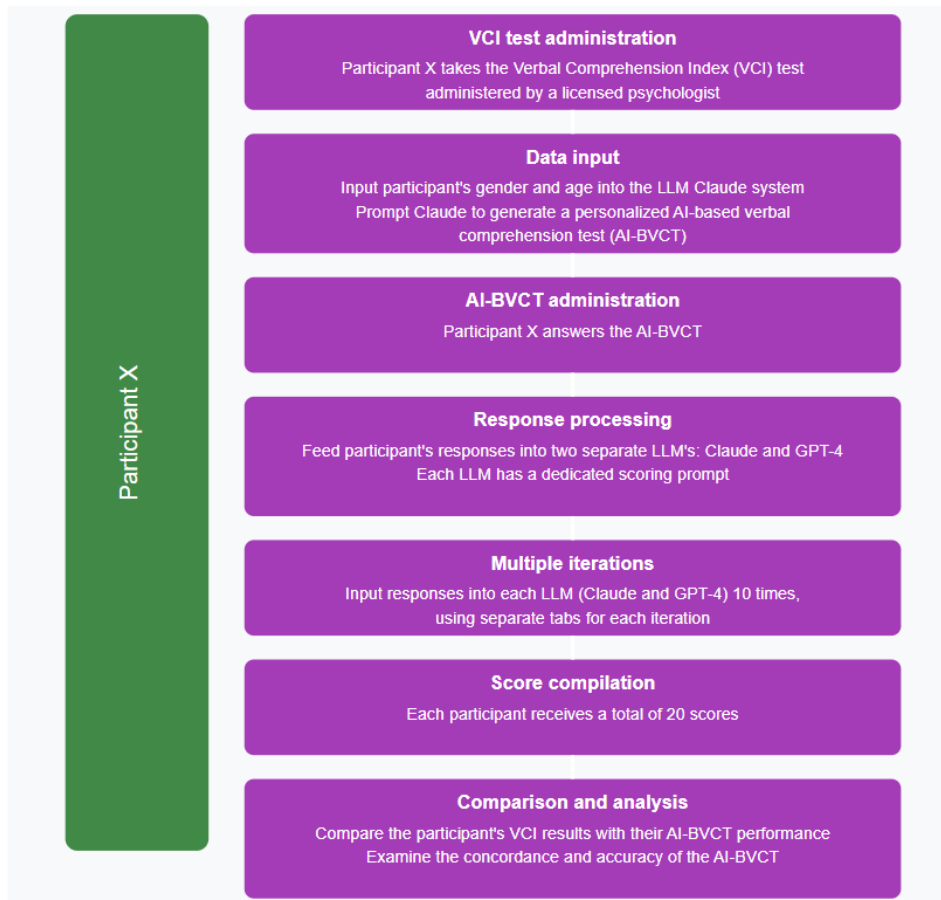 Participant X
VCI test administration
Participant X takes the Verbal Comprehension Index (VCI) test
administered by a licensed psychologist
Data input
Input participant's gender and age into the LLM Claude system
Prompt Claude to generate a personalized AI-based verbal
comprehension test (AI-BVCT)
AI-BVCT administration
Participant X answers the AI-BVCT
Response processing
Feed participant's responses into two separate LLM's: Claude and GPT-4
Each LLM has a dedicated scoring prompt
Multiple iterations
Input responses into each LLM (Claude and GPT-4) 10 times,
using separate tabs for each iteration
Score compilation
Each participant receives a total of 20 scores
Comparison and analysis
Compare the participant's VCI results with their AI-BVCT performance
Examine the concordance and accuracy of the AI-BVCT